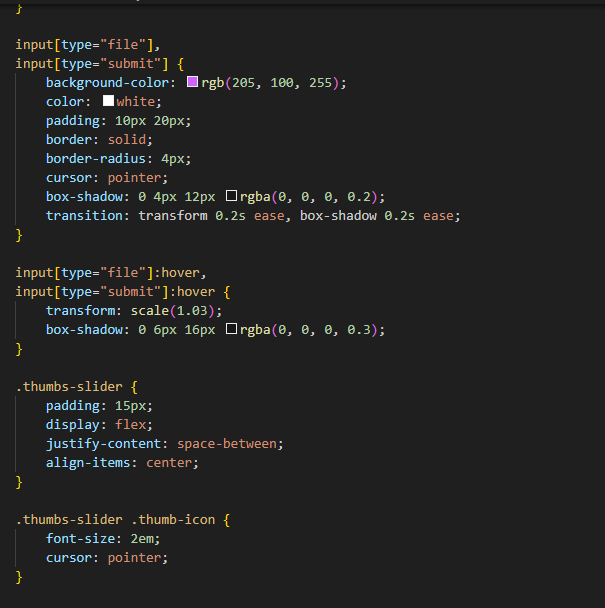 }
input[type="file"],
input[type="submit"] {
background-color: rgb(205, 100, 255);
color: white;
padding: 10px 20px;
border: solid;
border-radius: 4px;
cursor: pointer;
box-shadow: 0 4px 12px rgba(0, 0, 0, 0.2);
transition: transform 0.2s ease, box-shadow 0.2s ease;
}
input[type="file"]:hover,
input[type="submit"]:hover {
transform: scale(1.03);
box-shadow: 0 6px 16px rgba(0, 0, 0, 0.3);
}
.thumbs-slider {
padding: 15px;
display: flex;
justify-content: space-between;
align-items: center;
}
.thumbs-slider .thumb-icon {
font-size: 2em;
cursor: pointer;
}